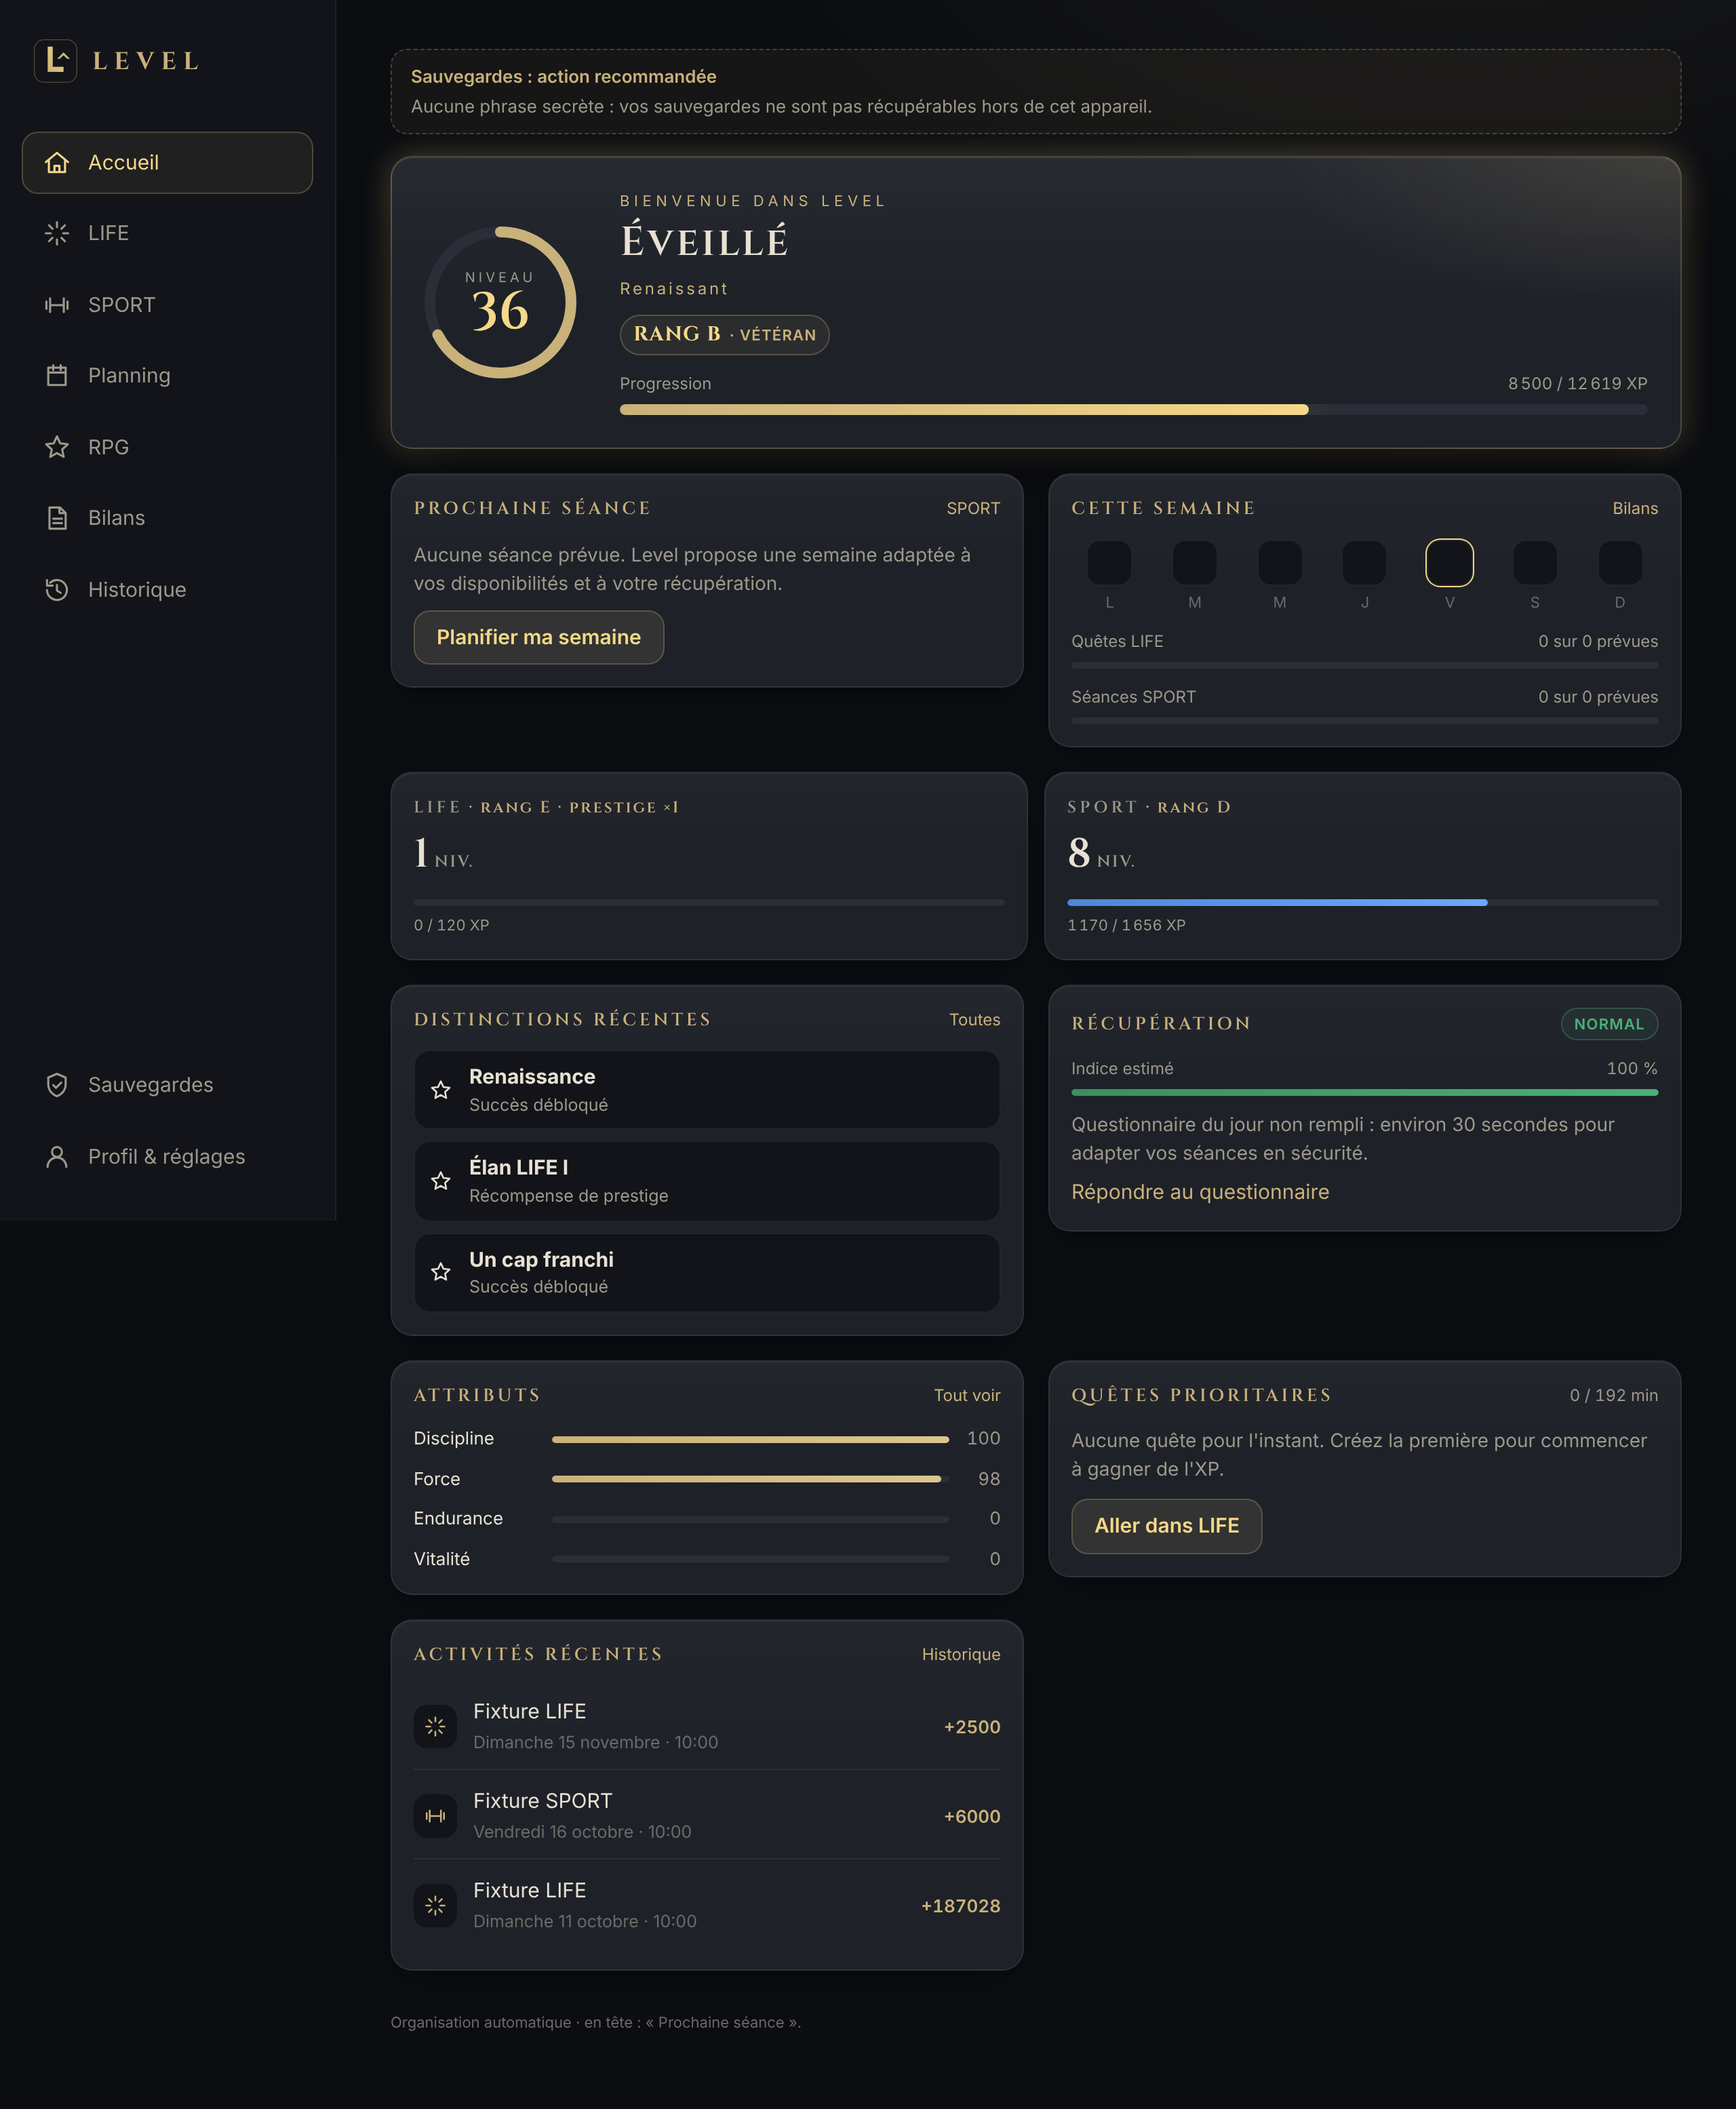 LEVEL
Accueil
LIFE
SPORT
Planning
RPG
Bilans
Historique
Sauvegardes
Profil & réglages
Sauvegardes : action recommandée
Aucune phrase secrète : vos sauvegardes ne sont pas récupérables hors de cet appareil.
NIVEAU
36
BIENVENUE DANS LEVEL
ÉVEILLÉ
Renaissant
RANG B · VÉTÉRAN
Progression 8 500 / 12 619 XP
PROCHAINE SÉANCE SPORT
Aucune séance prévue. Level propose une semaine adaptée à
vos disponibilités et à votre récupération.
Planifier ma semaine
CETTE SEMAINE Bilans
L M M J V S D
Quêtes LIFE 0 sur 0 prévues
Séances SPORT 0 sur 0 prévues
LIFE · RANG E · PRESTIGE ×1
1 NIV.
0 / 120 XP
SPORT · RANG D
8 NIV.
1 170 / 1 656 XP
DISTINCTIONS RÉCENTES Toutes
Renaissance
Succès débloqué
Élan LIFE I
Récompense de prestige
Un cap franchi
Succès débloqué
RÉCUPÉRATION NORMAL
Indice estimé 100 %
Questionnaire du jour non rempli : environ 30 secondes pour
adapter vos séances en sécurité.
Répondre au questionnaire
ATTRIBUTS Tout voir
Discipline 100
Force 98
Endurance 0
Vitalité 0
QUÊTES PRIORITAIRES 0 / 192 min
Aucune quête pour l'instant. Créez la première pour commencer
à gagner de l'XP.
Aller dans LIFE
ACTIVITÉS RÉCENTES Historique
Fixture LIFE
Dimanche 15 novembre · 10:00
+2500
Fixture SPORT
Vendredi 16 octobre · 10:00
+6000
Fixture LIFE
Dimanche 11 octobre · 10:00
+187028
Organisation automatique · en tête : « Prochaine séance ».